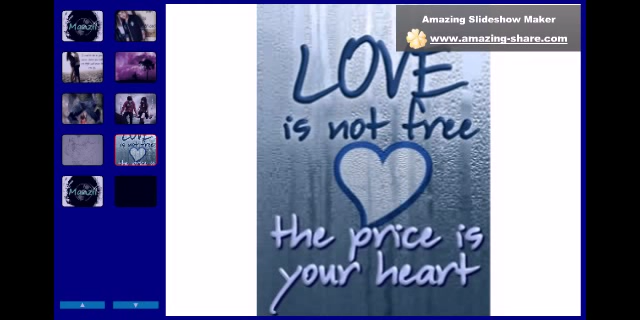 Amazing Slideshow Maker
www.amazing-share.com
LOVE
is not free
the price is
your heart